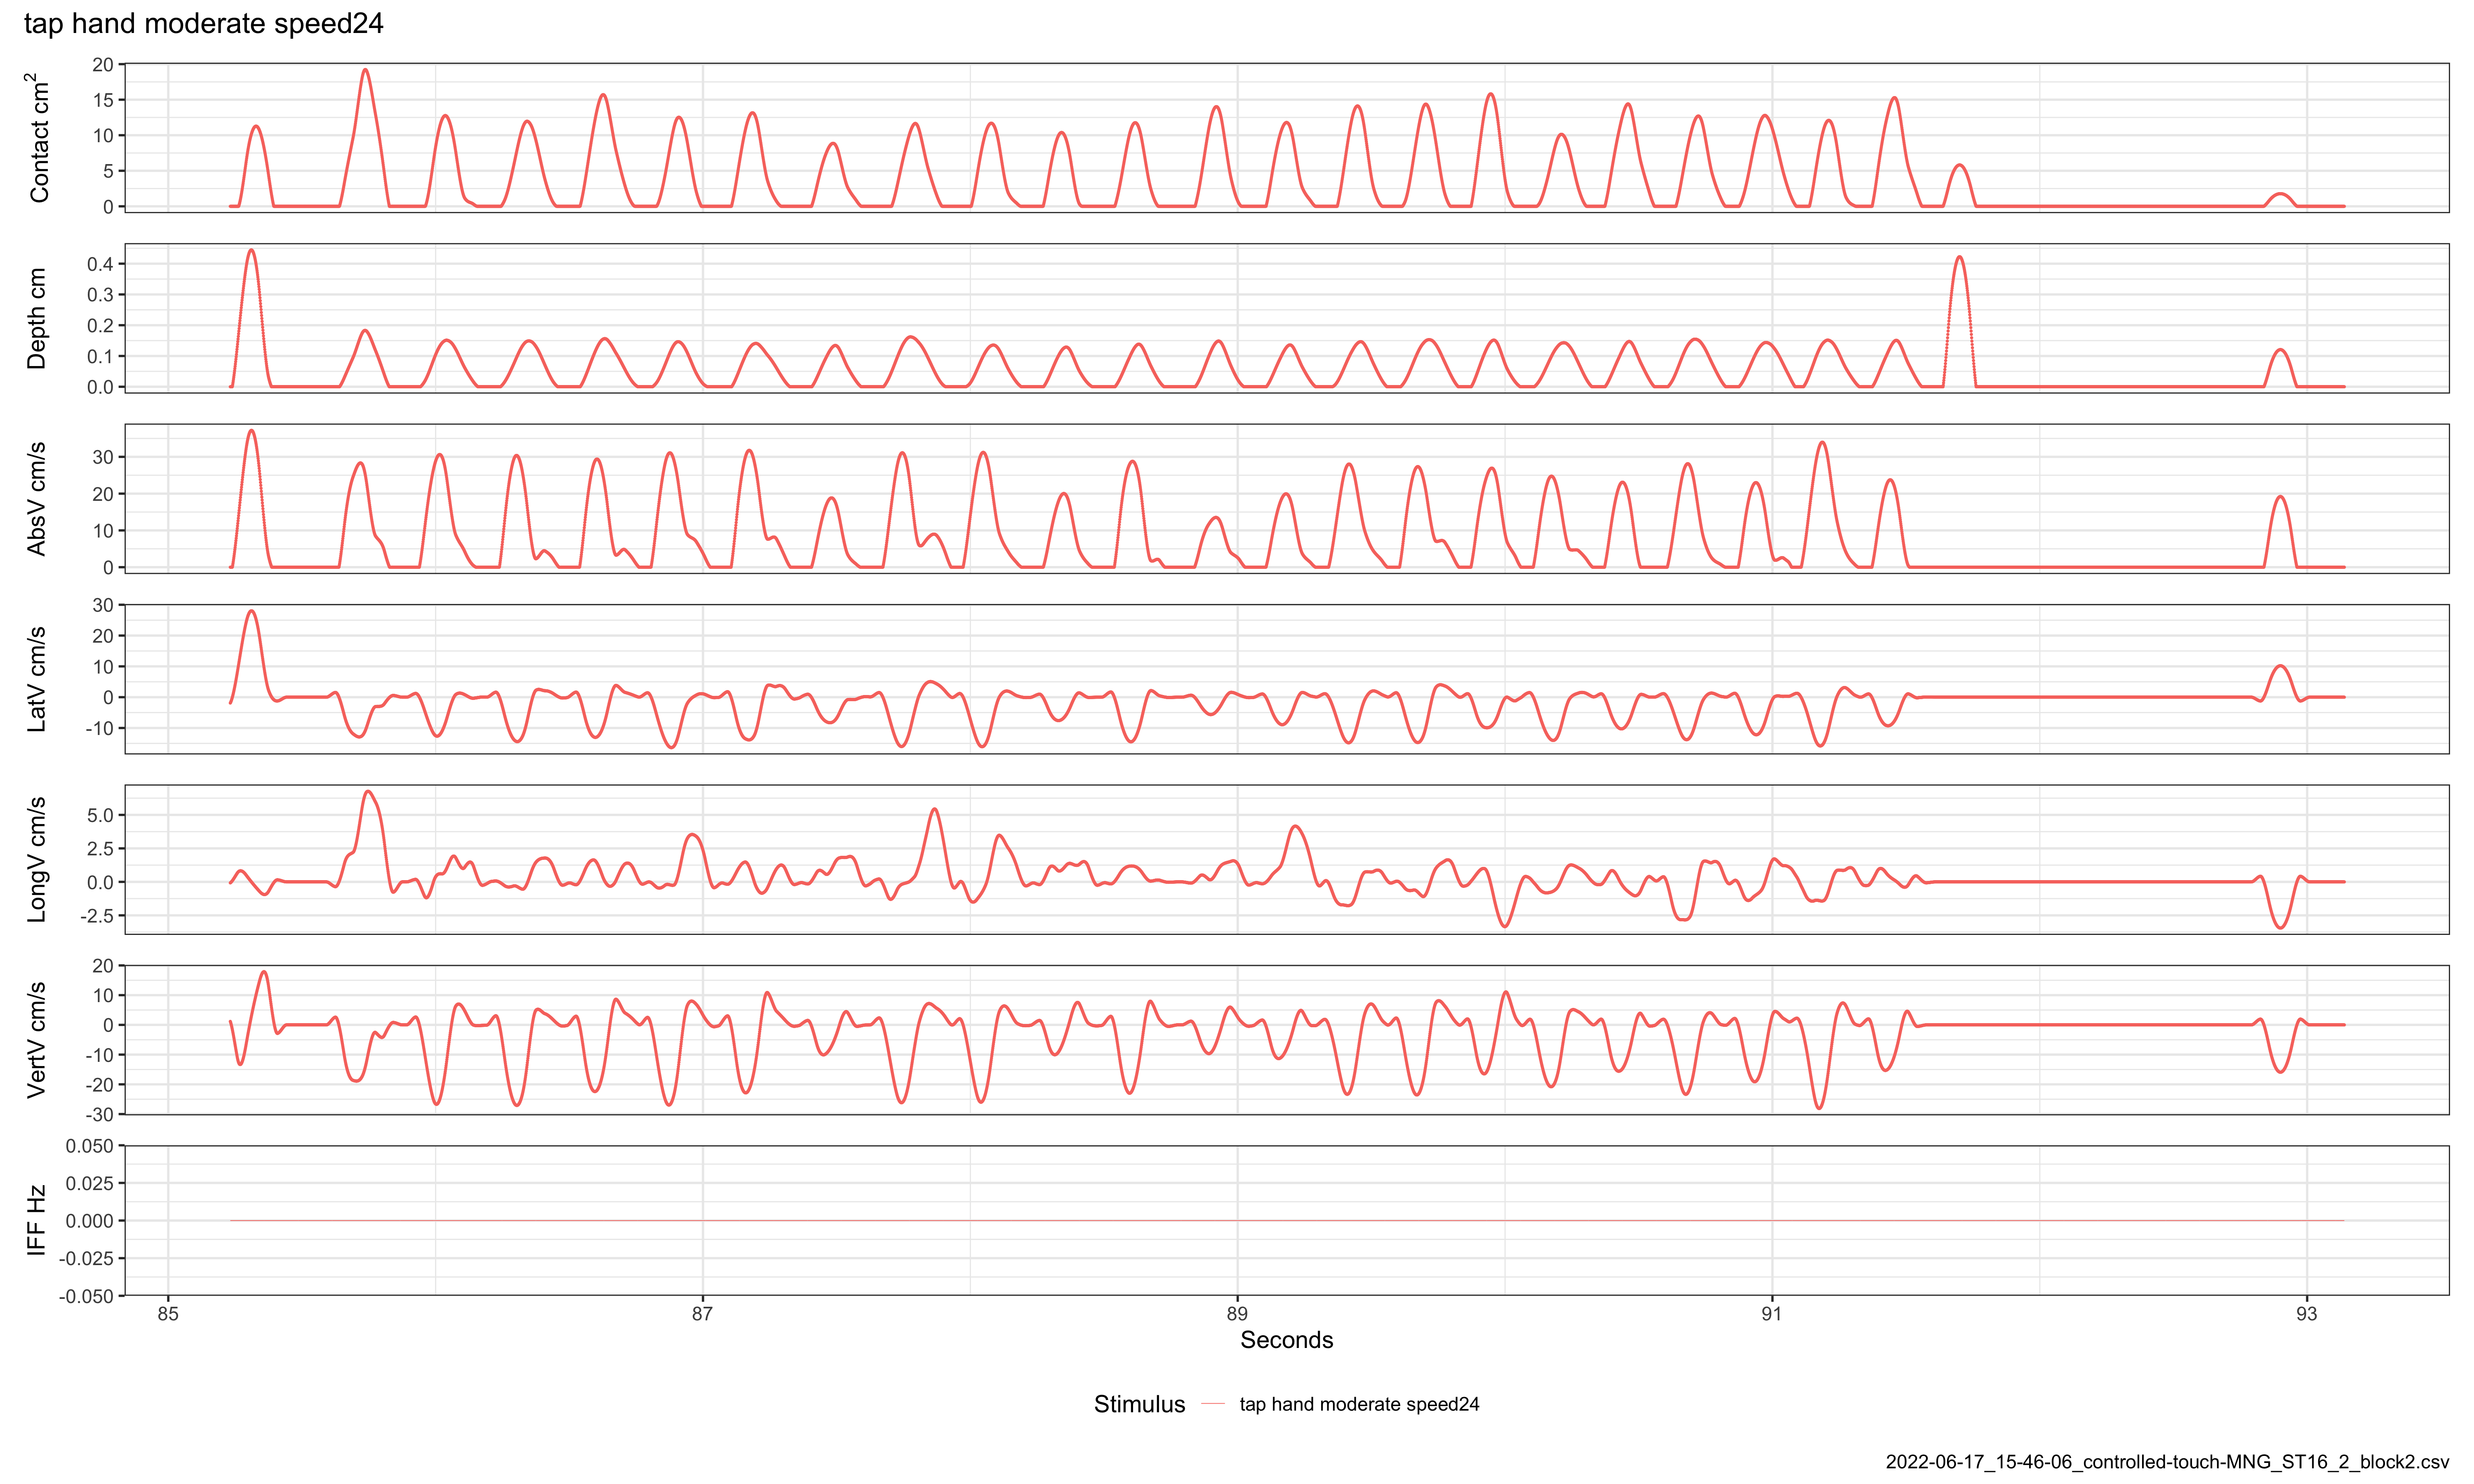 tap hand moderate speed24
Contact cm2
20
15
10
5
0
Depth cm
0.4
0.3
0.2
0.1
0.0
AbsV cm/s
30
20
10
0
LatV cm/s
30
20
10
0
-10
LongV cm/s
5.0
2.5
0.0
-2.5
VertV cm/s
20
10
0
-10
-20
-30
IFF Hz
0.050
0.025
0.000
-0.025
-0.050
85 87 89 91 93
Seconds
Stimulus tap hand moderate speed24
2022-06-17_15-46-06_controlled-touch-MNG_ST16_2_block2.csv